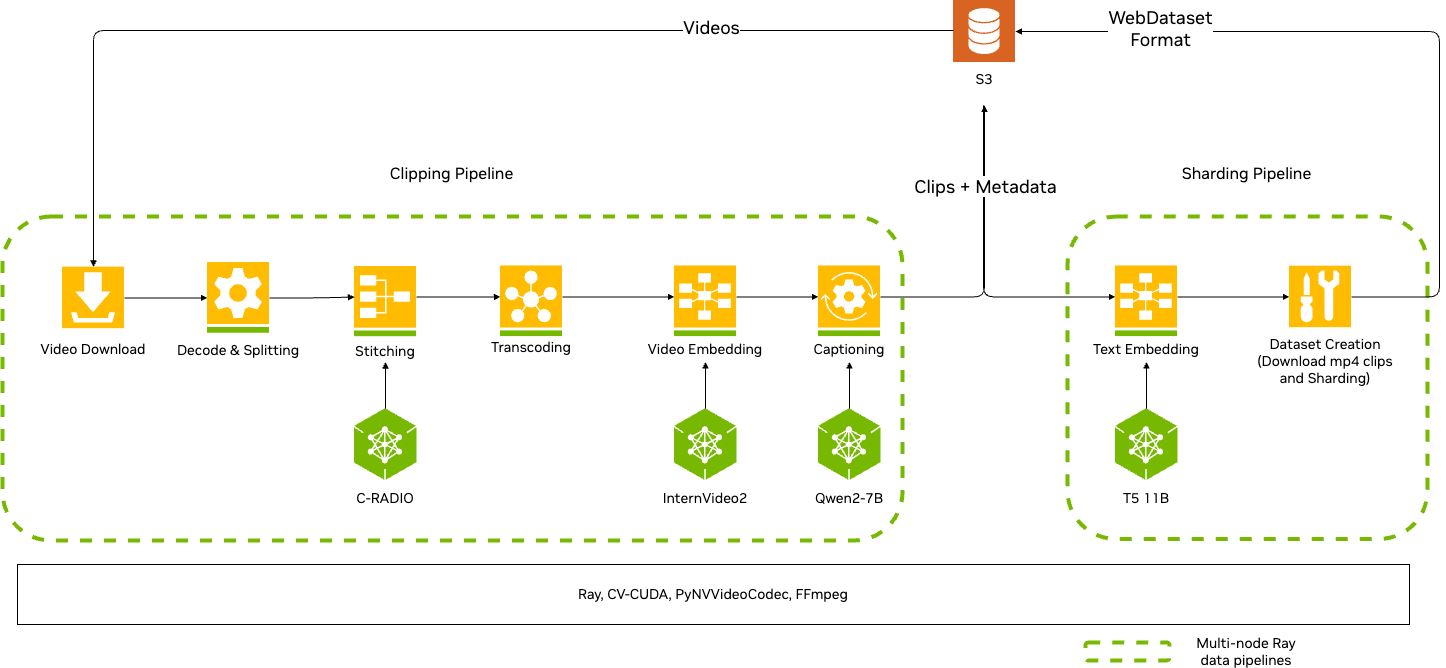 Videos
WebDataset
Format
S3
Clipping Pipeline
Clips + Metadata
Sharding Pipeline
Video Download
Decode & Splitting
Stitching
Transcoding
Video Embedding
Captioning
Text Embedding
Dataset Creation
(Download mp4 clips
and Sharding)
C-RADIO
InternVideo2
Qwen2-7B
T5 11B
Ray, CV-CUDA, PyNVVideoCodec, FFmpeg
Multi-node Ray
data pipelines